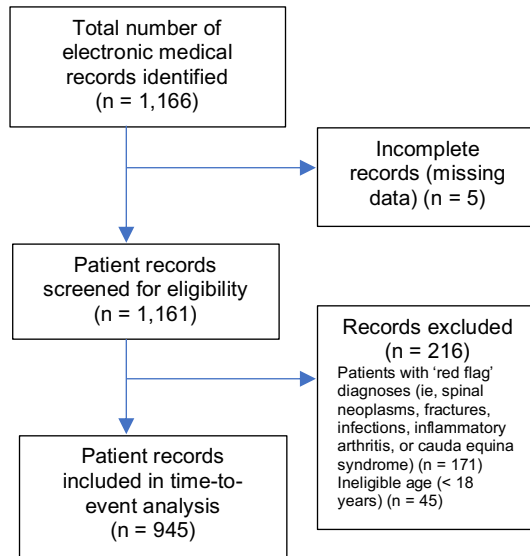 Total number of
electronic medical
records identified
(n = 1,166)
Incomplete
records (missing
data) (n = 5)
Patient records
screened for eligibility
(n = 1,161)
Records excluded
(n = 216)
Patients with ‘red flag’
diagnoses (ie, spinal
neoplasms, fractures,
infections, inflammatory
arthritis, or cauda equina
syndrome) (n = 171)
Ineligible age (< 18
years) (n = 45)
Patient records
included in time-to-
event analysis
(n = 945)